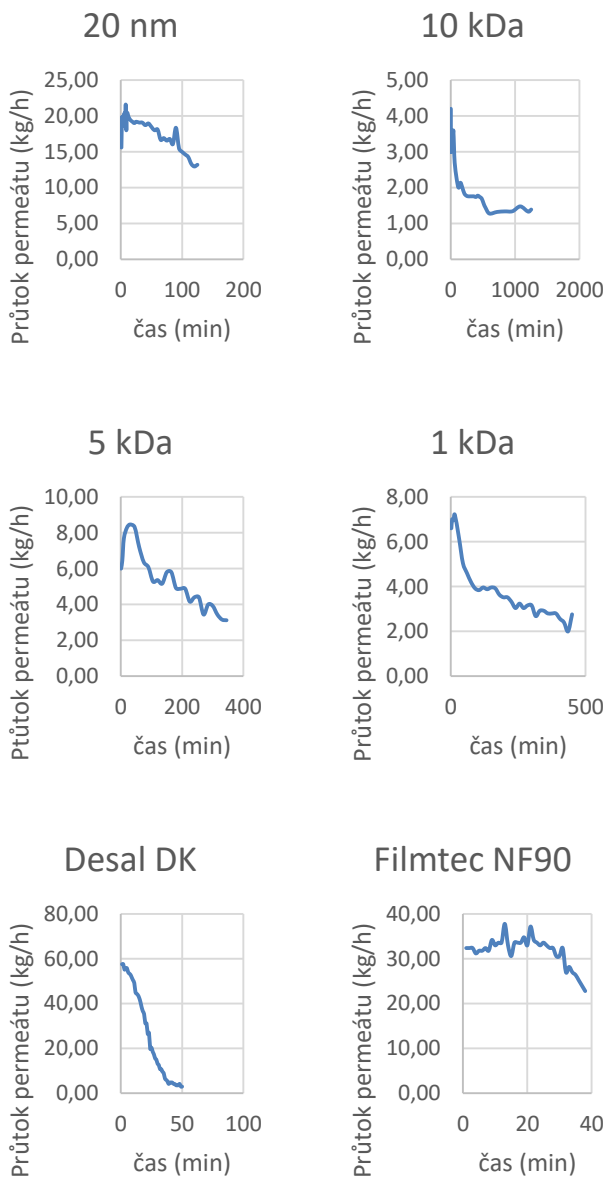 20 nm
Průtok permeátu (kg/h)
25,00
20,00
15,00
10,00
5,00
0,00
0 100 200
čas (min)
10 kDa
Průtok permeátu (kg/h)
5,00
4,00
3,00
2,00
1,00
0,00
0 1000 2000
čas (min)
5 kDa
Ptůtok permeátu (kg/h)
10,00
8,00
6,00
4,00
2,00
0,00
0 200 400
čas (min)
1 kDa
Průtok permeátu (kg/h)
8,00
6,00
4,00
2,00
0,00
0 500
čas (min)
Desal DK
Průtok permeátu (kg/h)
80,00
60,00
40,00
20,00
0,00
0 50 100
čas (min)
Filmtec NF90
Průtok permeátu (kg/h)
40,00
30,00
20,00
10,00
0,00
0 20 40
čas (min)